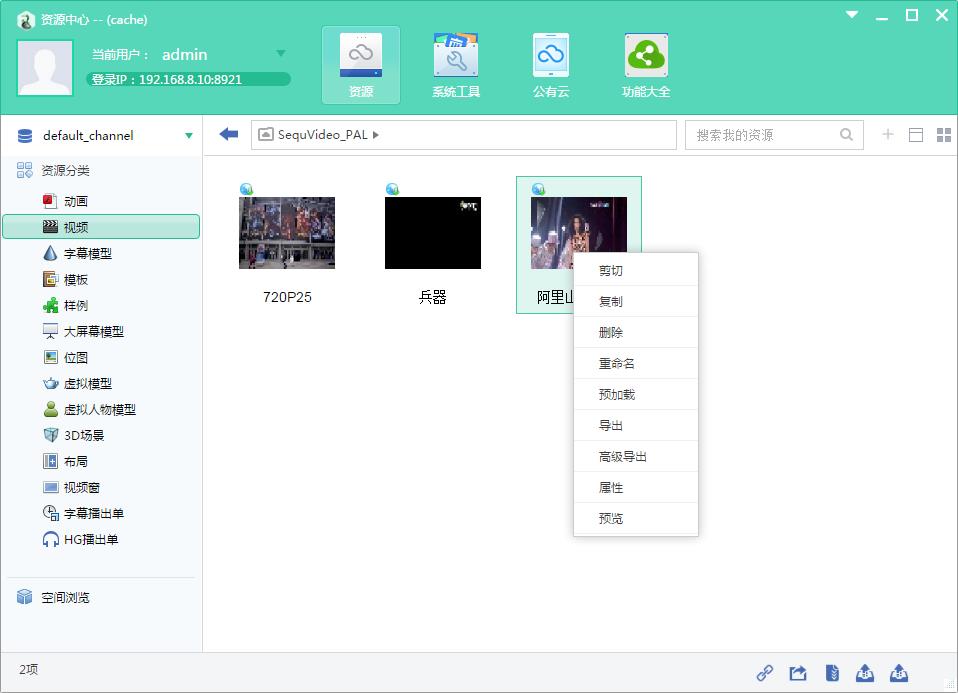 资源中心 -- (cache)
当前用户： admin
登录IP：192.168.8.10:8921
资源
系统工具
公有云
功能大全
default_channel
SequVideo_PAL
搜索我的资源
资源分类
动画
视频
字幕模型
模板
样例
大屏幕模型
位图
虚拟模型
虚拟人物模型
3D场景
布局
视频窗
字幕播出单
HG播出单
空间浏览
720P25
兵器
阿里山
剪切
复制
删除
重命名
预加载
导出
高级导出
属性
预览
2项